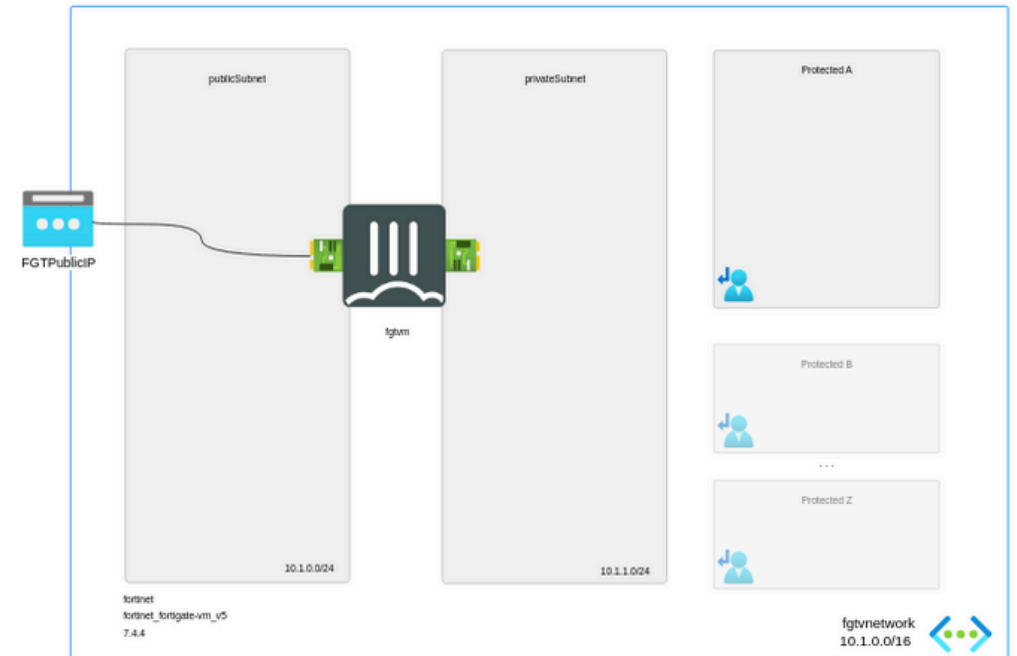 publicSubnet
privateSubnet
Protected A
FGTPublicIP
fgtvm
Protected B
...
Protected Z
10.1.0.0/24
10.1.1.0/24
fortinet
fortinet_fortigate-vm_v5
7.4.4
fgtvnetwork
10.1.0.0/16